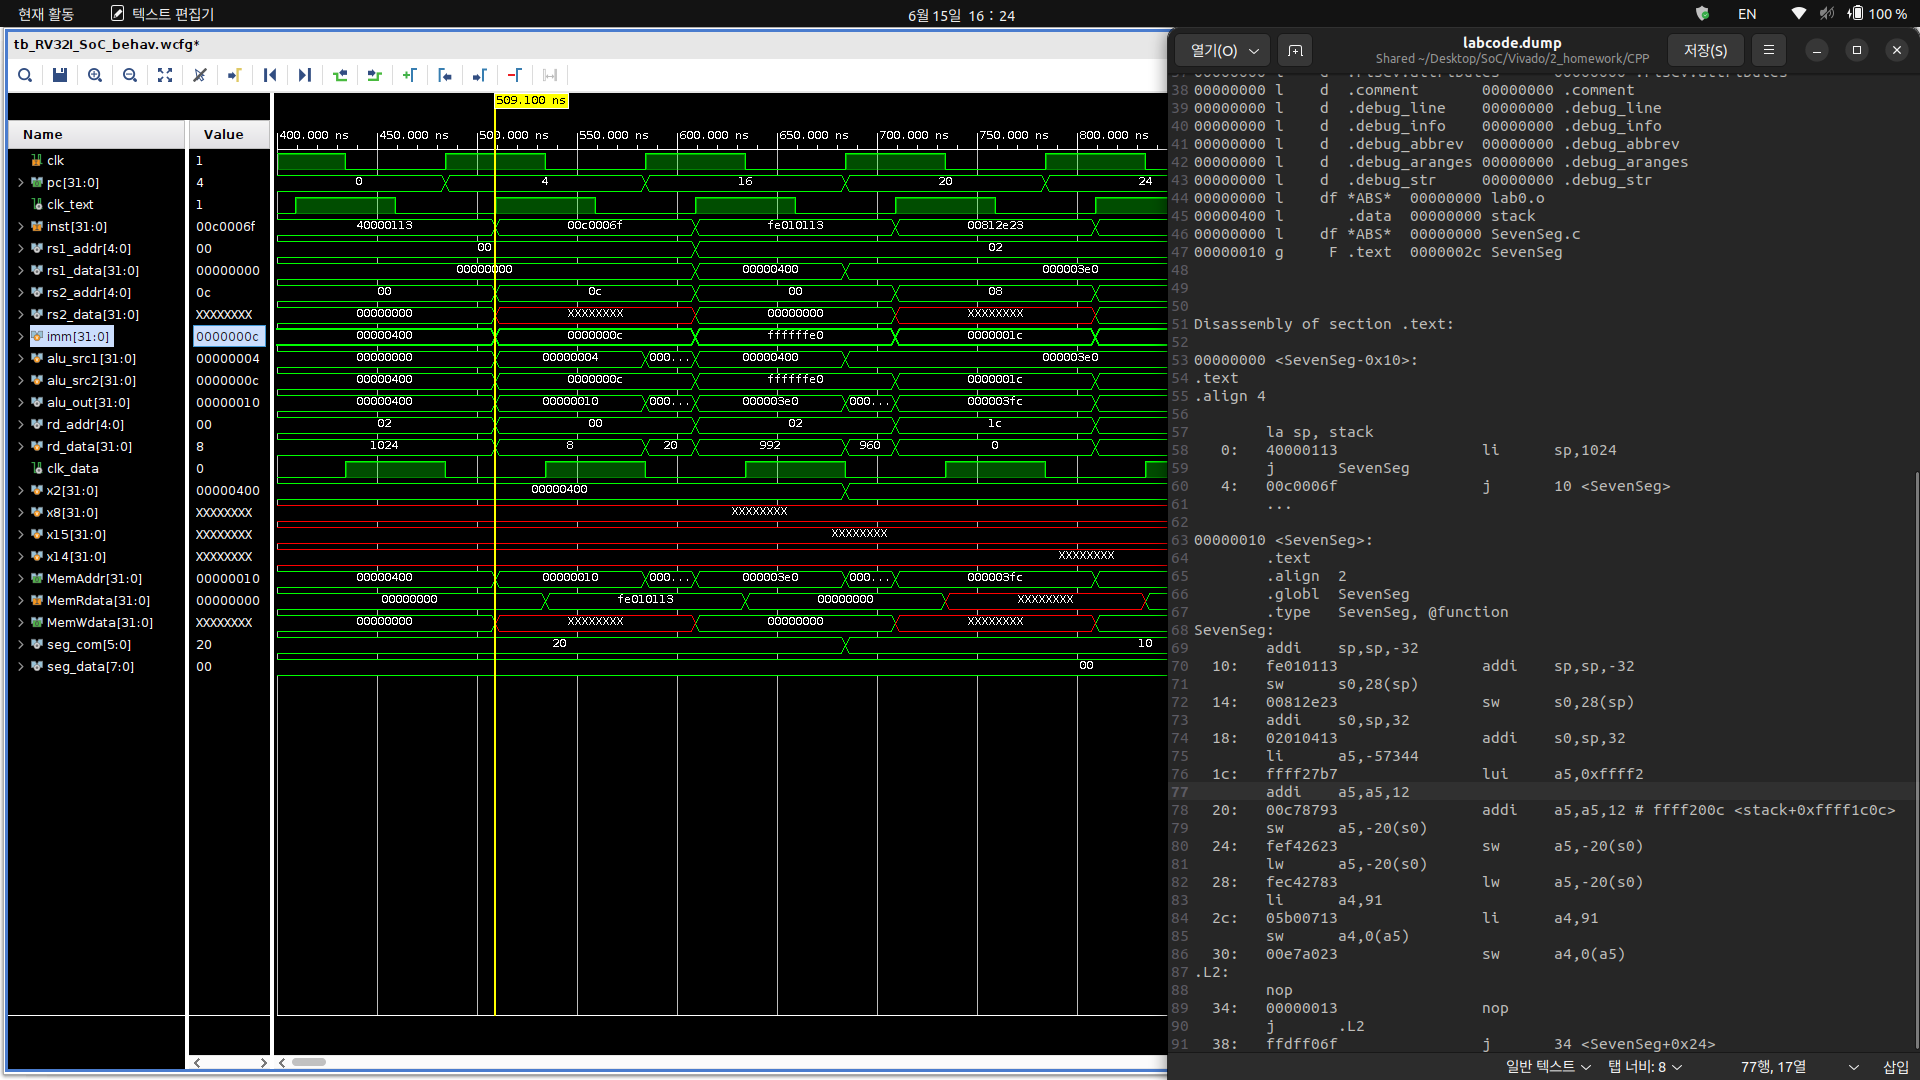 현재 활동 텍스트 편집기 6월 15일 16 : 24 EN 100 %
tb_RV32I_SoC_behav.wcfg*
509.100 ns
Name Value
400.000 ns 450.000 ns 500.000 ns 550.000 ns 600.000 ns 650.000 ns 700.000 ns 750.000 ns 800.000 ns
clk 1
pc[31:0] 4 0 4 16 20 24
clk_text 1
inst[31:0] 00c0006f 40000113 00c0006f fe010113 00812e23
rs1_addr[4:0] 00 00 02
rs1_data[31:0] 00000000 00000000 00000400 000003e0
rs2_addr[4:0] 0c 00 0c 00 08
rs2_data[31:0] XXXXXXXX 00000000 XXXXXXXX 00000000 XXXXXXXX
imm[31:0] 0000000c 00000400 0000000c ffffffe0 0000001c
alu_src1[31:0] 00000004 00000000 00000004 000... 00000400 000003e0
alu_src2[31:0] 0000000c 00000400 0000000c ffffffe0 0000001c
alu_out[31:0] 00000010 00000400 00000010 000... 000003e0 000... 000003fc
rd_addr[4:0] 00 02 00 02 1c
rd_data[31:0] 8 1024 8 20 992 960 0
clk_data 0
x2[31:0] 00000400 00000400
x8[31:0] XXXXXXXX XXXXXXXX
x15[31:0] XXXXXXXX XXXXXXXX
x14[31:0] XXXXXXXX XXXXXXXX
MemAddr[31:0] 00000010 00000400 00000010 000... 000003e0 000... 000003fc
MemRdata[31:0] 00000000 00000000 fe010113 00000000 XXXXXXXX
MemWdata[31:0] XXXXXXXX 00000000 XXXXXXXX 00000000 XXXXXXXX
seg_com[5:0] 20 20 10
seg_data[7:0] 00 00
열기(O) labcode.dump 저장(S)
Shared ~/Desktop/SoC/Vivado/2_homework/CPP
38 00000000 l d .comment 00000000 .comment
39 00000000 l d .debug_line 00000000 .debug_line
40 00000000 l d .debug_info 00000000 .debug_info
41 00000000 l d .debug_abbrev 00000000 .debug_abbrev
42 00000000 l d .debug_aranges 00000000 .debug_aranges
43 00000000 l d .debug_str 00000000 .debug_str
44 00000000 l df *ABS* 00000000 lab0.o
45 00000400 l .data 00000000 stack
46 00000000 l df *ABS* 00000000 SevenSeg.c
47 00000010 g F .text 0000002c SevenSeg
48
49
50
51 Disassembly of section .text:
52
53 00000000 <SevenSeg-0x10>:
54 .text
55 .align 4
56
57 la sp, stack
58 0: 40000113 li sp,1024
59 j SevenSeg
60 4: 00c0006f j 10 <SevenSeg>
61 ...
62
63 00000010 <SevenSeg>:
64 .text
65 .align 2
66 .globl SevenSeg
67 .type SevenSeg, @function
68 SevenSeg:
69 addi sp,sp,-32
70 10: fe010113 addi sp,sp,-32
71 sw s0,28(sp)
72 14: 00812e23 sw s0,28(sp)
73 addi s0,sp,32
74 18: 02010413 addi s0,sp,32
75 li a5,-57344
76 1c: ffff27b7 lui a5,0xffff2
77 addi a5,a5,12
78 20: 00c78793 addi a5,a5,12 # ffff200c <stack+0xffff1c0c>
79 sw a5,-20(s0)
80 24: fef42623 sw a5,-20(s0)
81 lw a5,-20(s0)
82 28: fec42783 lw a5,-20(s0)
83 li a4,91
84 2c: 05b00713 li a4,91
85 sw a4,0(a5)
86 30: 00e7a023 sw a4,0(a5)
87 .L2:
88 nop
89 34: 00000013 nop
90 j .L2
91 38: ffdff06f j 34 <SevenSeg+0x24>
일반 텍스트 탭 너비: 8 77행, 17열 삽입